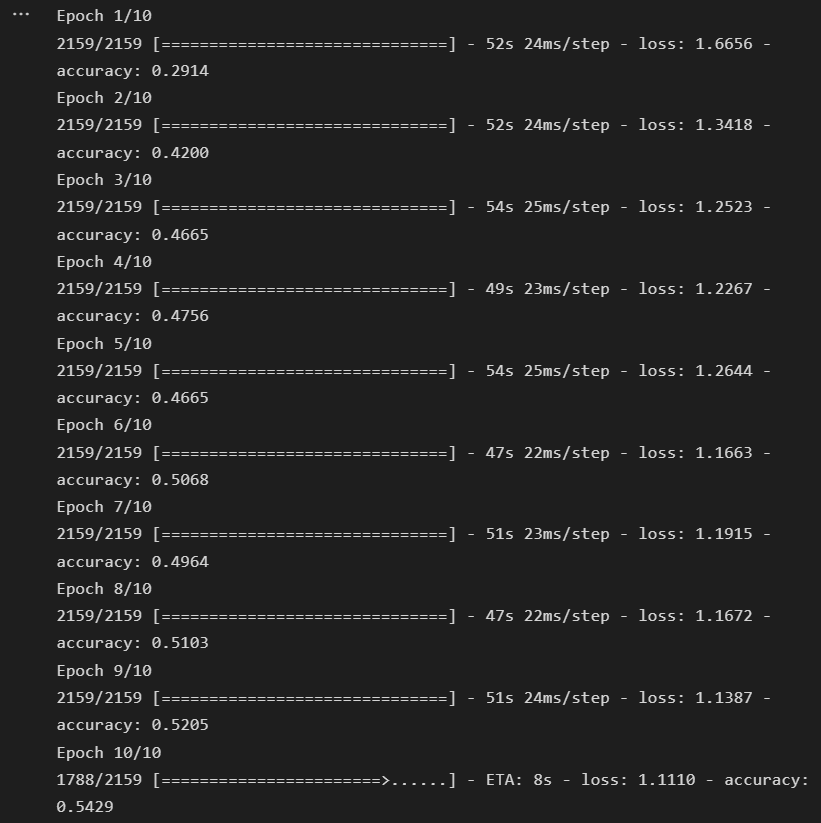 ...
Epoch 1/10
2159/2159 [==============================] - 52s 24ms/step - loss: 1.6656 -
accuracy: 0.2914
Epoch 2/10
2159/2159 [==============================] - 52s 24ms/step - loss: 1.3418 -
accuracy: 0.4200
Epoch 3/10
2159/2159 [==============================] - 54s 25ms/step - loss: 1.2523 -
accuracy: 0.4665
Epoch 4/10
2159/2159 [==============================] - 49s 23ms/step - loss: 1.2267 -
accuracy: 0.4756
Epoch 5/10
2159/2159 [==============================] - 54s 25ms/step - loss: 1.2644 -
accuracy: 0.4665
Epoch 6/10
2159/2159 [==============================] - 47s 22ms/step - loss: 1.1663 -
accuracy: 0.5068
Epoch 7/10
2159/2159 [==============================] - 51s 23ms/step - loss: 1.1915 -
accuracy: 0.4964
Epoch 8/10
2159/2159 [==============================] - 47s 22ms/step - loss: 1.1672 -
accuracy: 0.5103
Epoch 9/10
2159/2159 [==============================] - 51s 24ms/step - loss: 1.1387 -
accuracy: 0.5205
Epoch 10/10
1788/2159 [=======================>......] - ETA: 8s - loss: 1.1110 - accuracy:
0.5429